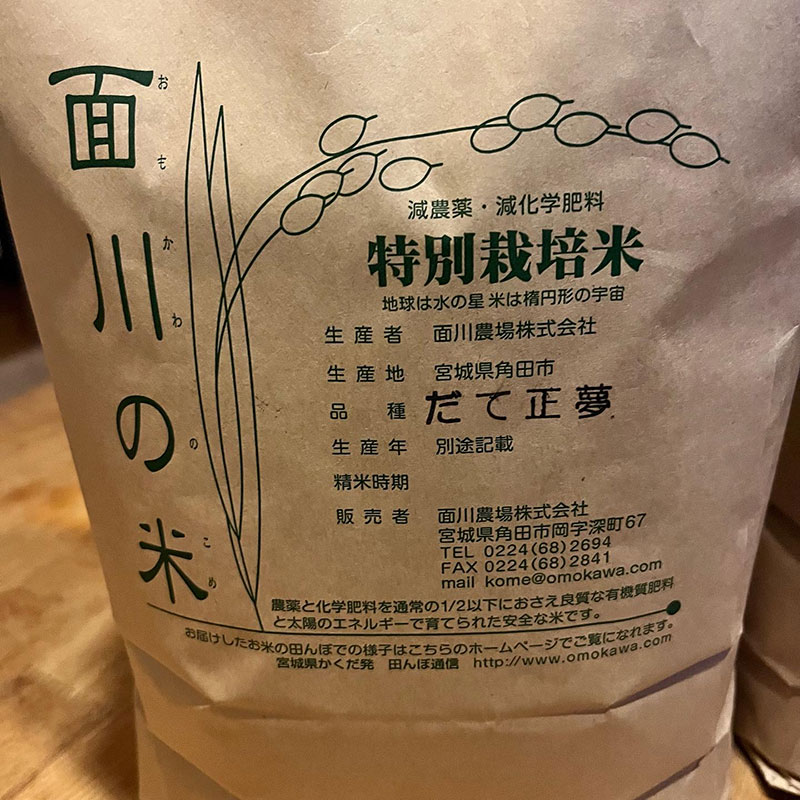 面川の米
おもかわのこめ
減農薬・減化学肥料
特別栽培米
地球は水の星 米は楕円形の宇宙
生産者 面川農場株式会社
生産地 宮城県角田市
品種 だて正夢
生産年 別途記載
精米時期
販売者 面川農場株式会社
宮城県角田市岡字深町67
TEL 0224(68)2694
FAX 0224(68)2841
mail kome@omokawa.com
農薬と化学肥料を通常の1/2以下におさえ良質な有機質肥料
と太陽のエネルギーで育てられた安全な米です。
お届けしたお米の田んぼでの様子はこちらのホームページでご覧になれます。
宮城県かくだ発 田んぼ通信 http://www.omokawa.com